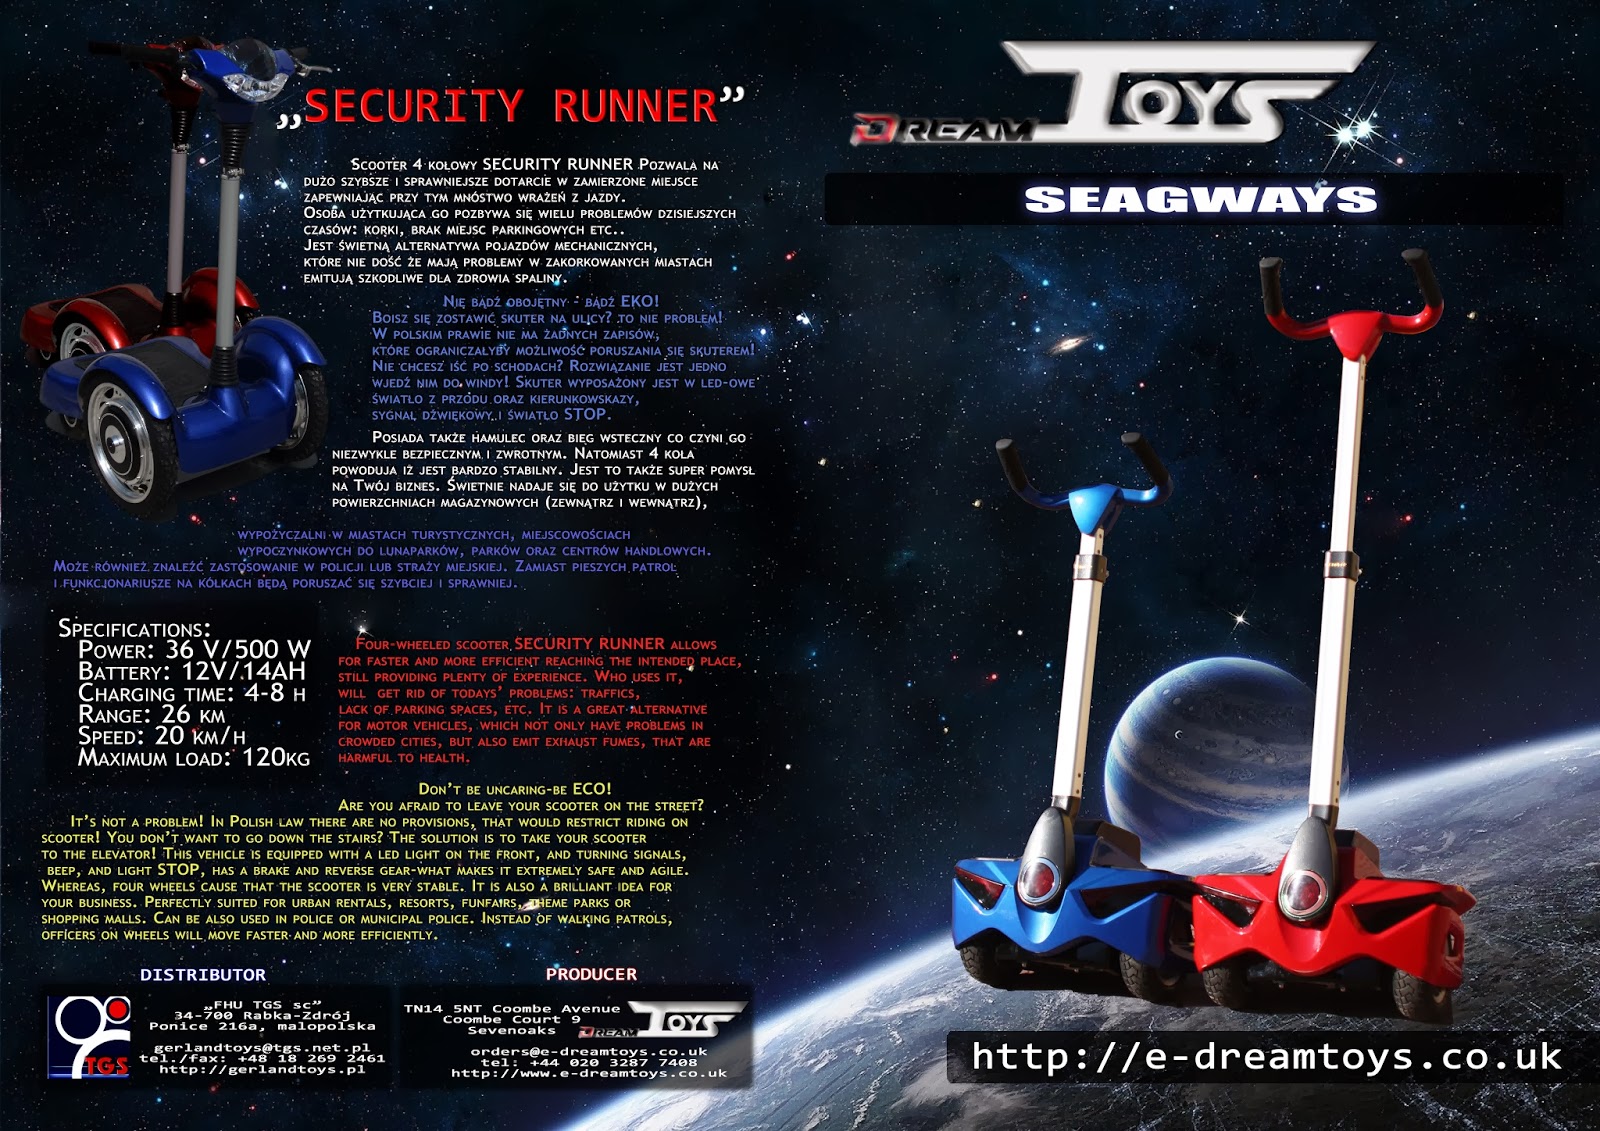 „SECURITY RUNNER”
Scooter 4 kołowy SECURITY RUNNER Pozwala na
dużo szybsze i sprawniejsze dotarcie w zamierzone miejsce
zapewniając przy tym mnóstwo wrażeń z jazdy.
Osoba użytkująca go pozbywa się wielu problemów dzisiejszych
czasów: korki, brak miejsc parkingowych etc..
Jest świetną alternatywa pojazdów mechanicznych,
które nie dość że mają problemy w zakorkowanych miastach
emitują szkodliwe dla zdrowia spaliny.
Nie bądź obojętny - bądź EKO!
Boisz się zostawić skuter na ulicy? to nie problem!
W polskim prawie nie ma żadnych zapisów,
które ograniczałyby możliwość poruszania się skuterem!
Nie chcesz iść po schodach? Rozwiązanie jest jedno
wjedź nim do windy! Skuter wyposażony jest w led-owe
światło z przodu oraz kierunkowskazy,
sygnał dźwiękowy i światło STOP.
Posiada także hamulec oraz bieg wsteczny co czyni go
niezwykle bezpiecznym i zwrotnym. Natomiast 4 koła
powodują iż jest bardzo stabilny. Jest to także super pomysł
na Twój biznes. Świetnie nadaje się do użytku w dużych
powierzchniach magazynowych (zewnątrz i wewnątrz),
wypożyczalni w miastach turystycznych, miejscowościach
wypoczynkowych do lunaparków, parków oraz centrów handlowych.
Może również znaleźć zastosowanie w policji lub straży miejskiej. Zamiast pieszych patrol
i funkcjonariusze na kółkach będą poruszać się szybciej i sprawniej.
Specifications:
Power: 36 V/500 W
Battery: 12V/14AH
Charging time: 4-8 h
Range: 26 km
Speed: 20 km/h
Maximum load: 120kg
Four-wheeled scooter SECURITY RUNNER allows
for faster and more efficient reaching the intended place,
still providing plenty of experience. Who uses it,
will get rid of todays' problems: traffics,
lack of parking spaces, etc. It is a great alternative
for motor vehicles, which not only have problems in
crowded cities, but also emit exhaust fumes, that are
harmful to health.
Don't be uncaring-be ECO!
Are you afraid to leave your scooter on the street?
It's not a problem! In Polish law there are no provisions, that would restrict riding on
scooter! You don't want to go down the stairs? The solution is to take your scooter
to the elevator! This vehicle is equipped with a led light on the front, and turning signals,
beep, and light STOP, has a brake and reverse gear-what makes it extremely safe and agile.
Whereas, four wheels cause that the scooter is very stable. It is also a brilliant idea for
your business. Perfectly suited for urban rentals, resorts, funfairs, theme parks or
shopping malls. Can be also used in police or municipal police. Instead of walking patrols,
officers on wheels will move faster and more efficiently.
DISTRIBUTOR
TGS
„FHU TGS sc”
34-700 Rabka-Zdrój
Ponice 216a, malopolska
gerlandtoys@tgs.net.pl
tel./fax: +48 18 269 2461
http://gerlandtoys.pl
PRODUCER
TN14 5NT Coombe Avenue
Coombe Court 9
Sevenoaks
DREAM TOYS
orders@e-dreamtoys.co.uk
tel: +44 020 3287 7408
http://www.e-dreamtoys.co.uk
DREAM TOYS
SEAGWAYS
http://e-dreamtoys.co.uk